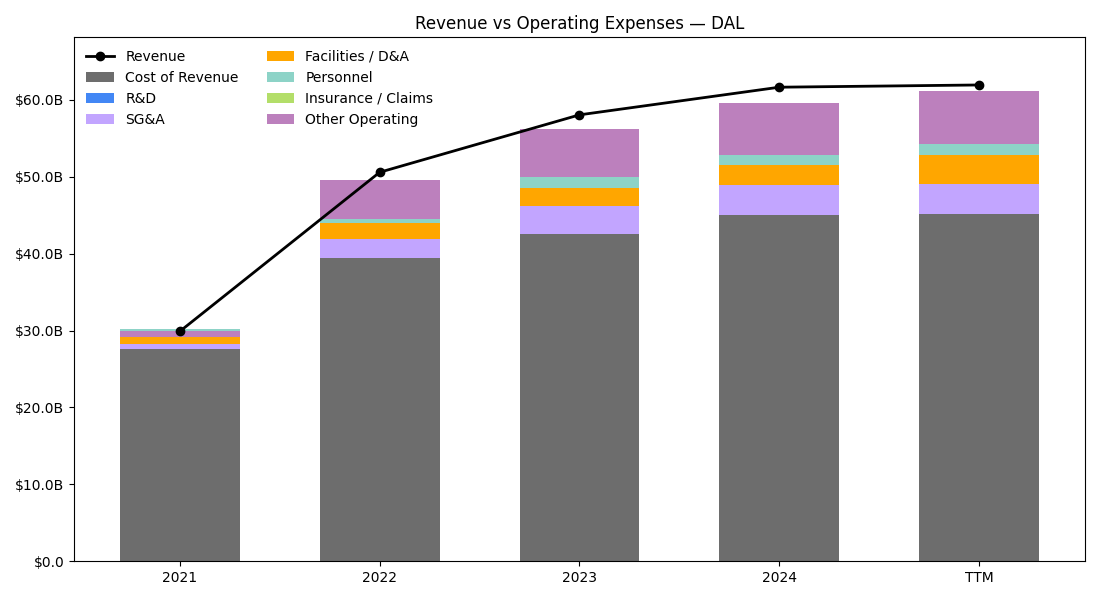 Revenue vs Operating Expenses — DAL
Revenue
Cost of Revenue
R&D
SG&A
Facilities / D&A
Personnel
Insurance / Claims
Other Operating
$60.0B
$50.0B
$40.0B
$30.0B
$20.0B
$10.0B
$0.0
2021 2022 2023 2024 TTM